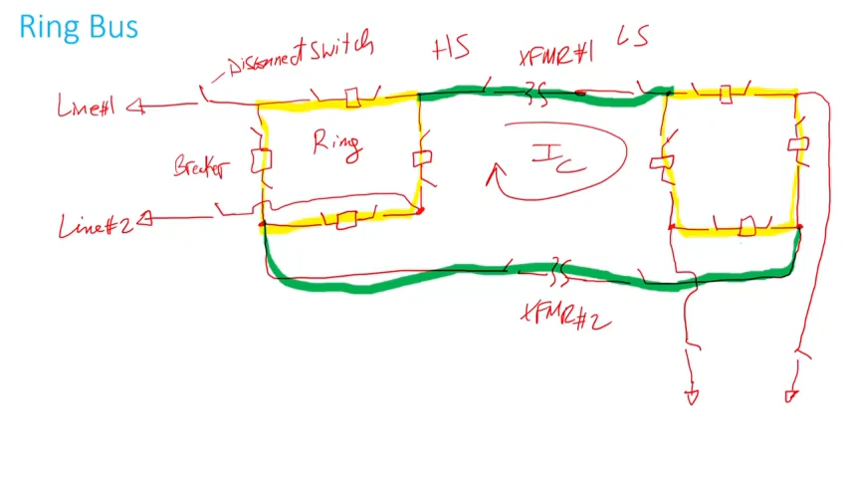 Ring Bus
Disconnect Switch
HS
XFMR#1
LS
Line#1
Ring
Breaker
Ic
Line#2
XFMR#2